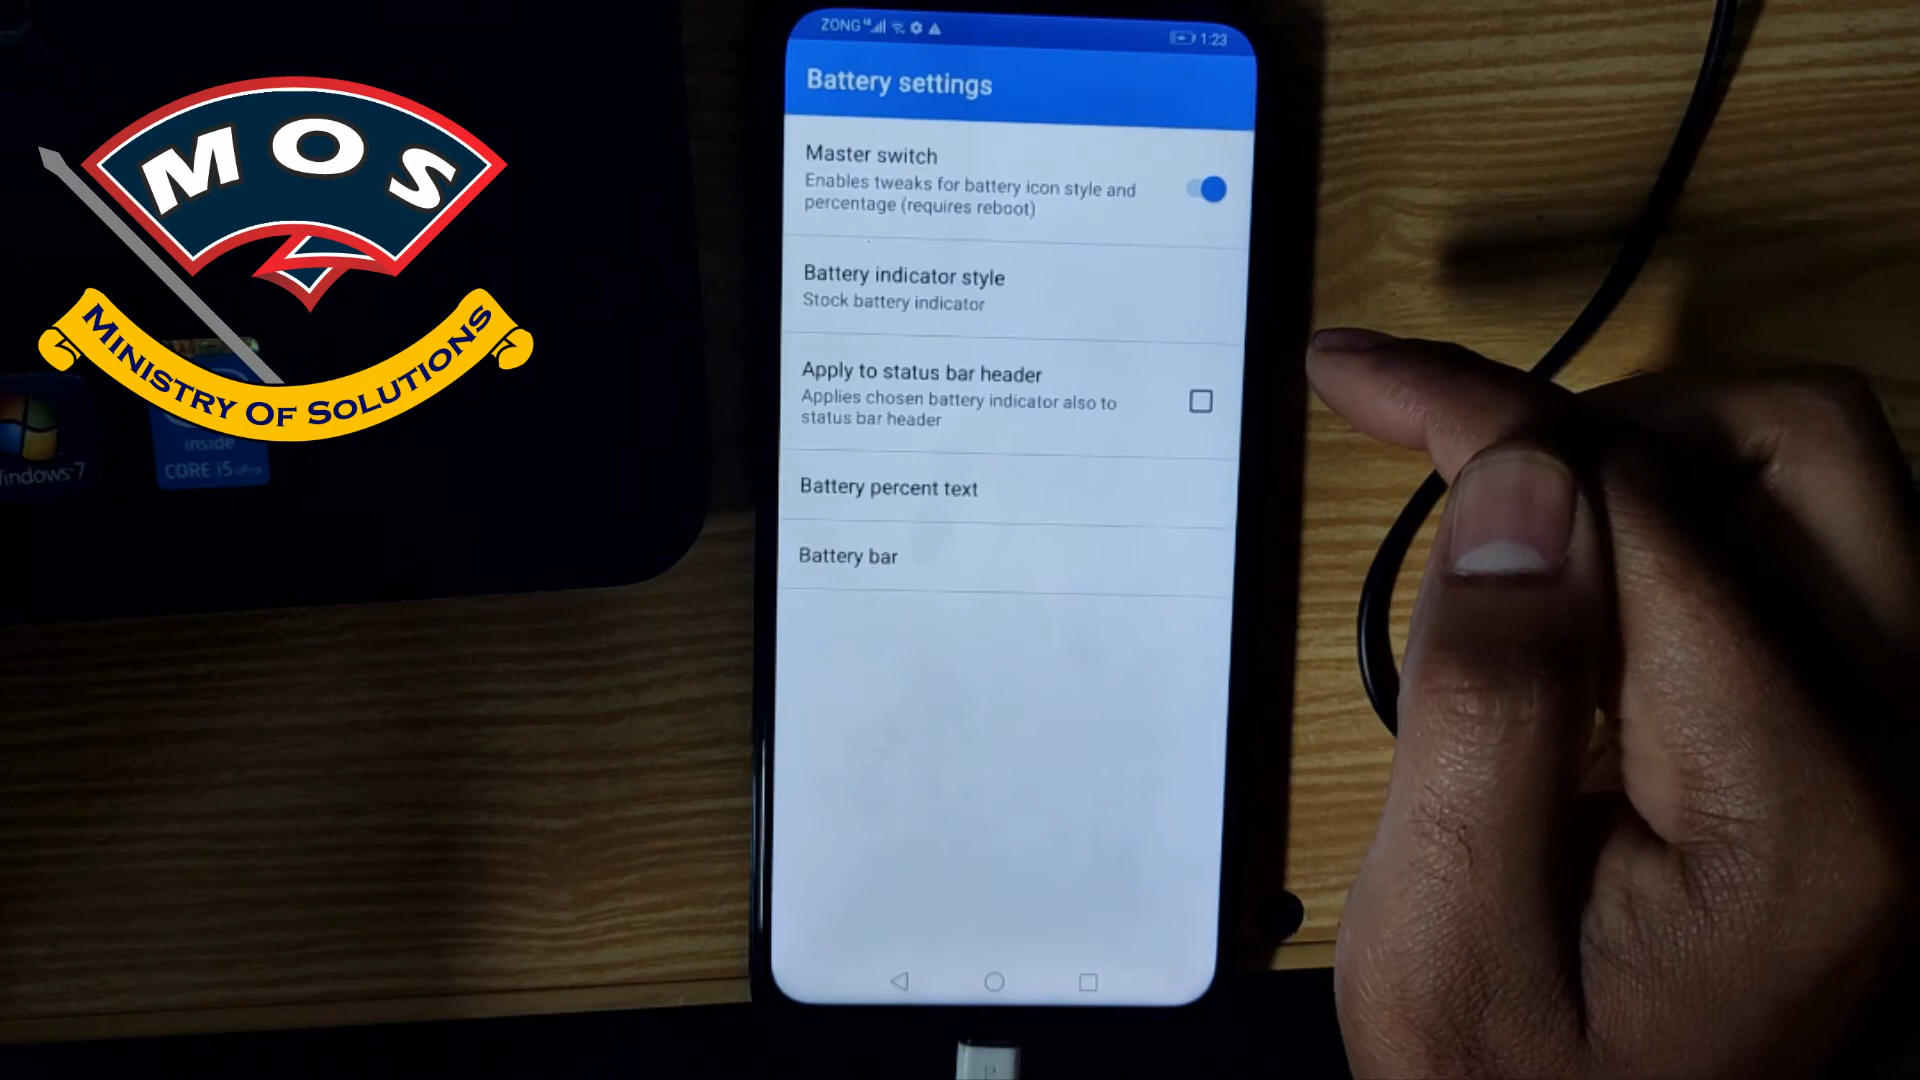 MOS
MINISTRY OF SOLUTIONS
Windows 7
inside
CORE i5 vPro
ZONG 1:23
Battery settings
Master switch
Enables tweaks for battery icon style and
percentage (requires reboot)
Battery indicator style
Stock battery indicator
Apply to status bar header
Applies chosen battery indicator also to
status bar header
Battery percent text
Battery bar